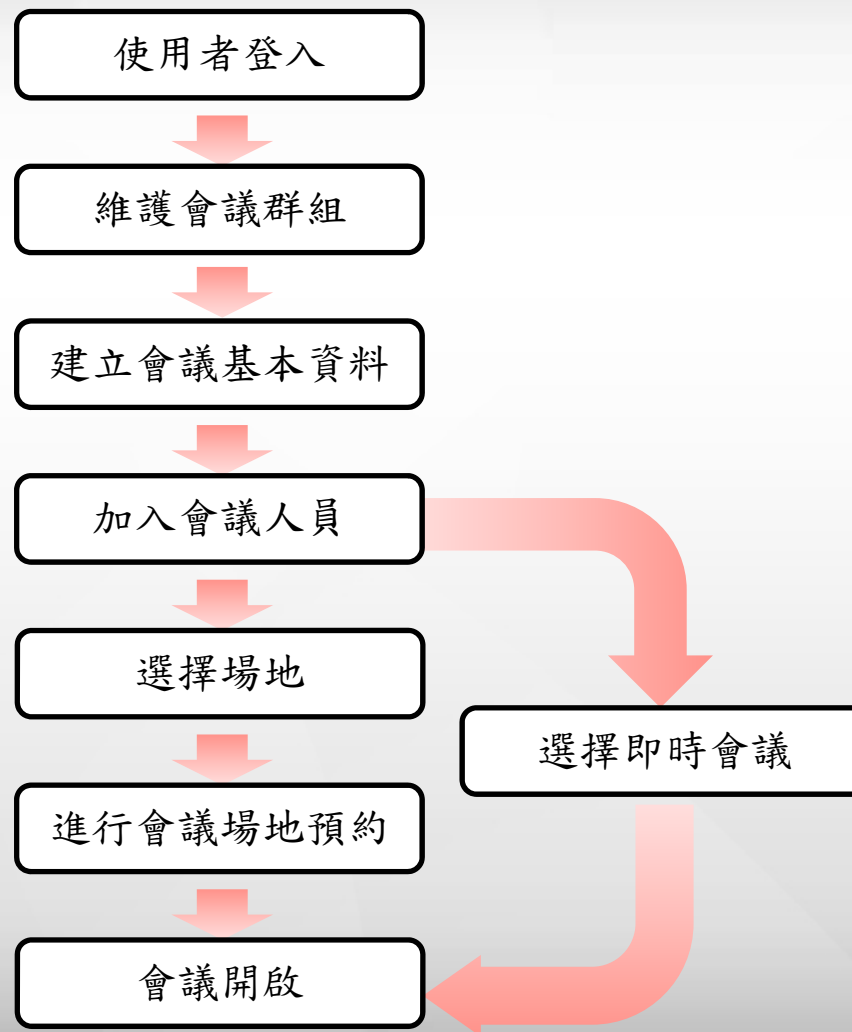 使用者登入
維護會議群組
建立會議基本資料
加入會議人員
選擇場地
選擇即時會議
進行會議場地預約
會議開啟